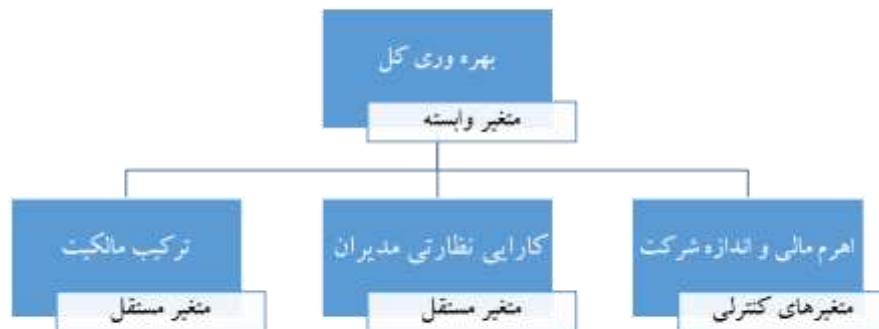 بهره وری کل
متغیر وابسته
اهرم مالی و اندازه شرکت
متغیرهای کنترلی
کارایی نظارتی مدیران
متغیر مستقل
ترکیب مالکیت
متغیر مستقل